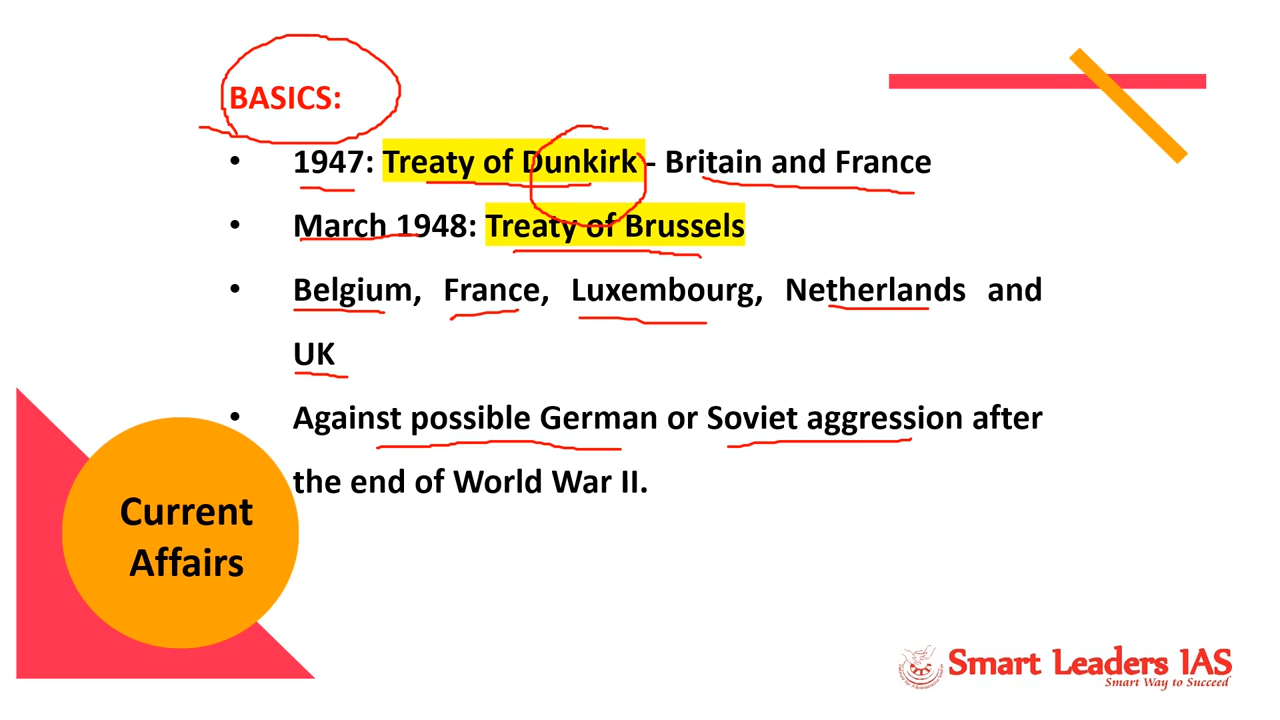 BASICS:
• 1947: Treaty of Dunkirk - Britain and France
• March 1948: Treaty of Brussels
• Belgium, France, Luxembourg, Netherlands and
UK
• Against possible German or Soviet aggression after
the end of World War II.
Current
Affairs
Smart Leaders IAS
Smart Way to Succeed